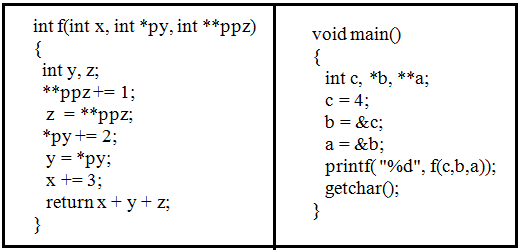 int f(int x, int *py, int **ppz)
{
int y, z;
**ppz += 1;
z = **ppz;
*py += 2;
y = *py;
x += 3;
return x + y + z;
}
void main()
{
int c, *b, **a;
c = 4;
b = &c;
a = &b;
printf( "%d", f(c,b,a));
getchar();
}